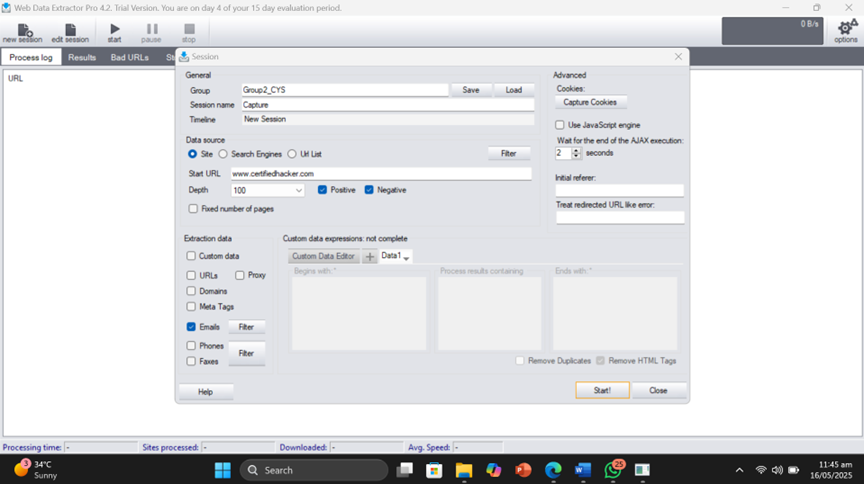 Web Data Extractor Pro 4.2. Trial Version. You are on day 4 of your 15 day evaluation period.
new session edit session start pause stop 0 B/s options
Process log Results Bad URLs
URL
Session
General
Group Group2_CYS Save Load
Session name Capture
Timeline New Session
Data source
Site Search Engines Url List Filter
Start URL www.certifiedhacker.com
Depth 100 Positive Negative
Fixed number of pages
Advanced
Cookies:
Capture Cookies
Use JavaScript engine
Wait for the end of the AJAX execution:
2 seconds
Initial referer:
Treat redirected URL like error:
Extraction data
Custom data
URLs Proxy
Domains
Meta Tags
Emails Filter
Phones
Filter
Faxes
Custom data expressions: not complete
Custom Data Editor + Data1
Begins with:* Process results containing Ends with:*
Remove Duplicates Remove HTML Tags
Help Start! Close
Processing time: - Sites processed: - Downloaded: - Avg. Speed: -
3 34°C
Sunny
Search
25
11:45 am
16/05/2025